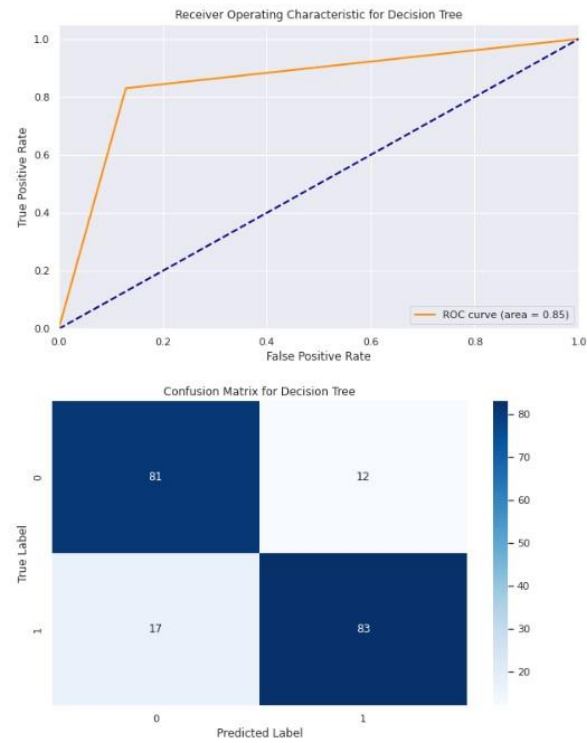 Receiver Operating Characteristic for Decision Tree
1.0
0.8
0.6
0.4
0.2
0.0
True Positive Rate
0.0 0.2 0.4 0.6 0.8 1.0
False Positive Rate
ROC curve (area = 0.85)
Confusion Matrix for Decision Tree
0
1
True Label
81 12
17 83
0 1
Predicted Label
80
70
60
50
40
30
20